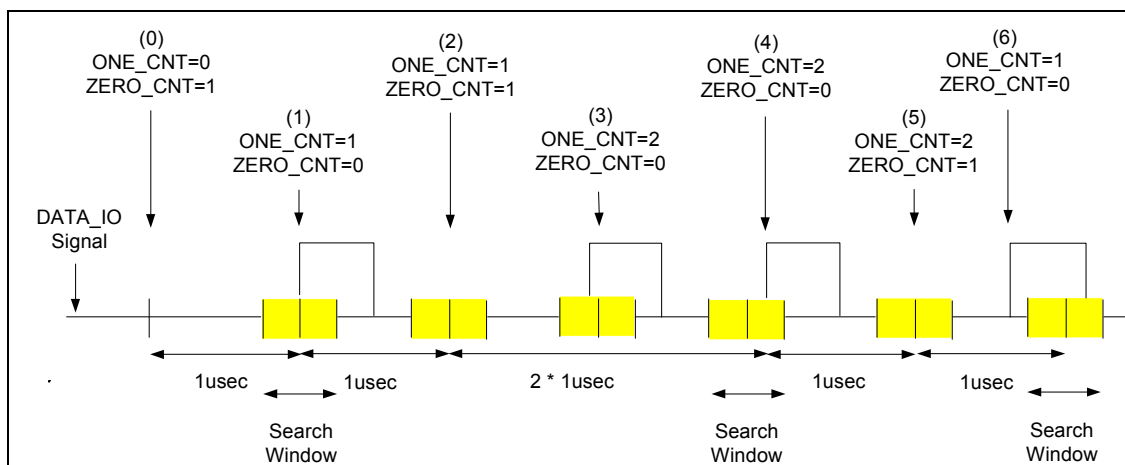 (0)
ONE_CNT=0
ZERO_CNT=1
(1)
ONE_CNT=1
ZERO_CNT=0
(2)
ONE_CNT=1
ZERO_CNT=1
(3)
ONE_CNT=2
ZERO_CNT=0
(4)
ONE_CNT=2
ZERO_CNT=0
(5)
ONE_CNT=2
ZERO_CNT=1
(6)
ONE_CNT=1
ZERO_CNT=0
DATA_IO
Signal
1usec
1usec
2 * 1usec
1usec
1usec
Search
Window
Search
Window
Search
Window